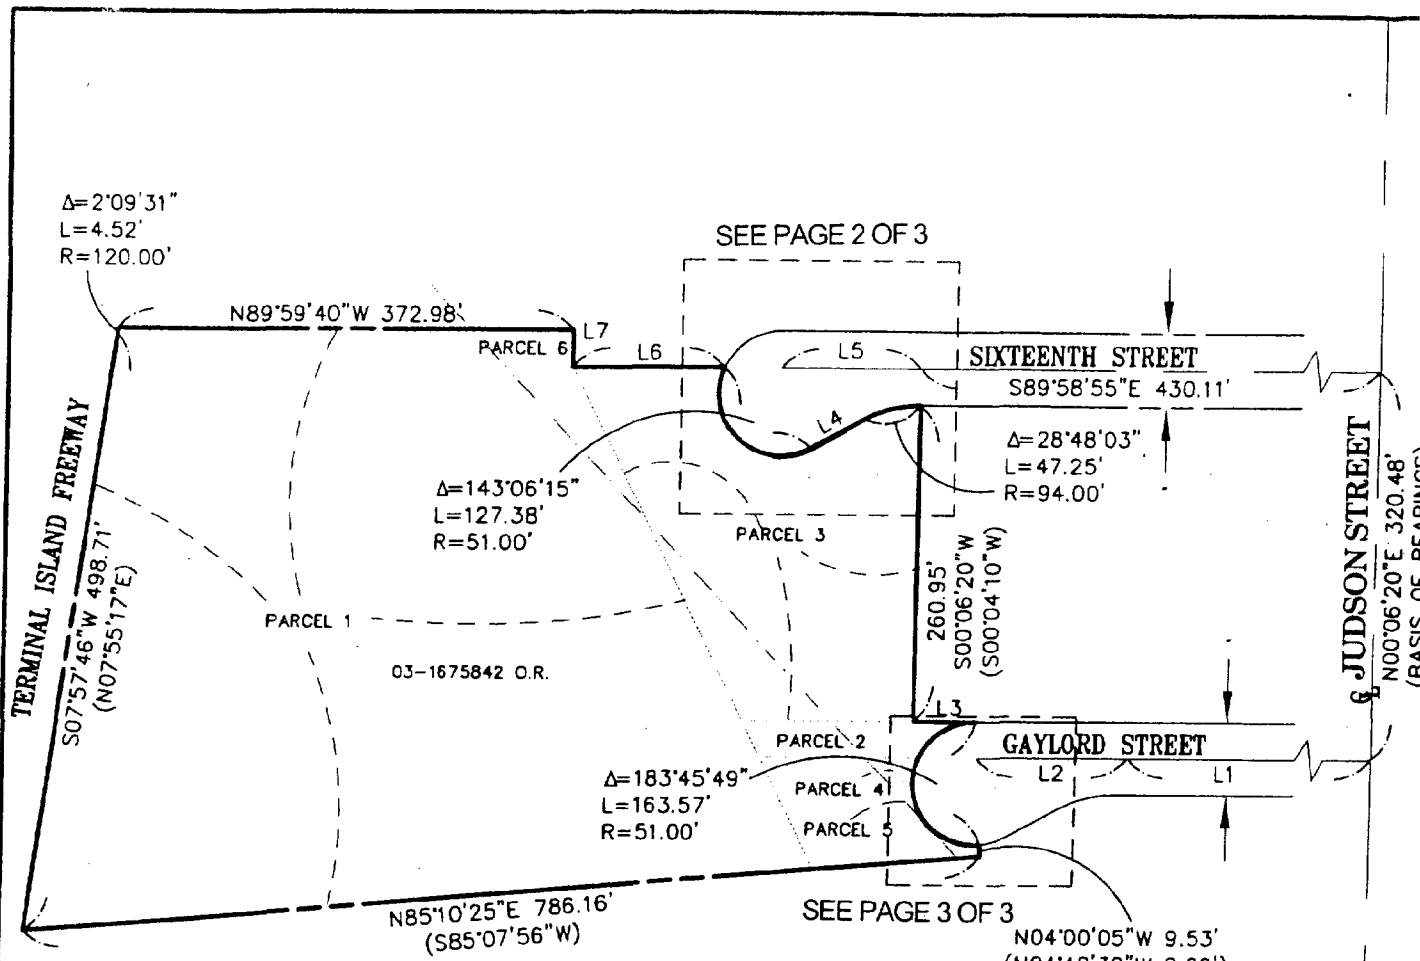 Δ=2°09'31"
L=4.52'
R=120.00'
SEE PAGE 2 OF 3
N89°59'40"W 372.98'
L7
PARCEL 6
L6
L5
SIXTEENTH STREET
S89°58'55"E 430.11'
L4
Δ=28°48'03"
L=47.25'
R=94.00'
Δ=143°06'15"
L=127.38'
R=51.00'
PARCEL 3
TERMINAL ISLAND FREEWAY
S07°57'46"W 498.71'
(N07°55'17"E)
PARCEL 1
03-1675842 O.R.
260.95'
S00°06'20"W
(S00°04'10"W)
℄ JUDSON STREET
N00°06'20"E 320.48'
(BASIS OF BEARINGS)
L3
PARCEL 2
GAYLORD STREET
L2
L1
Δ=183°45'49"
L=163.57'
R=51.00'
PARCEL 4
PARCEL 5
N85°10'25"E 786.16'
(S85°07'56"W)
SEE PAGE 3 OF 3
N04°00'05"W 9.53'